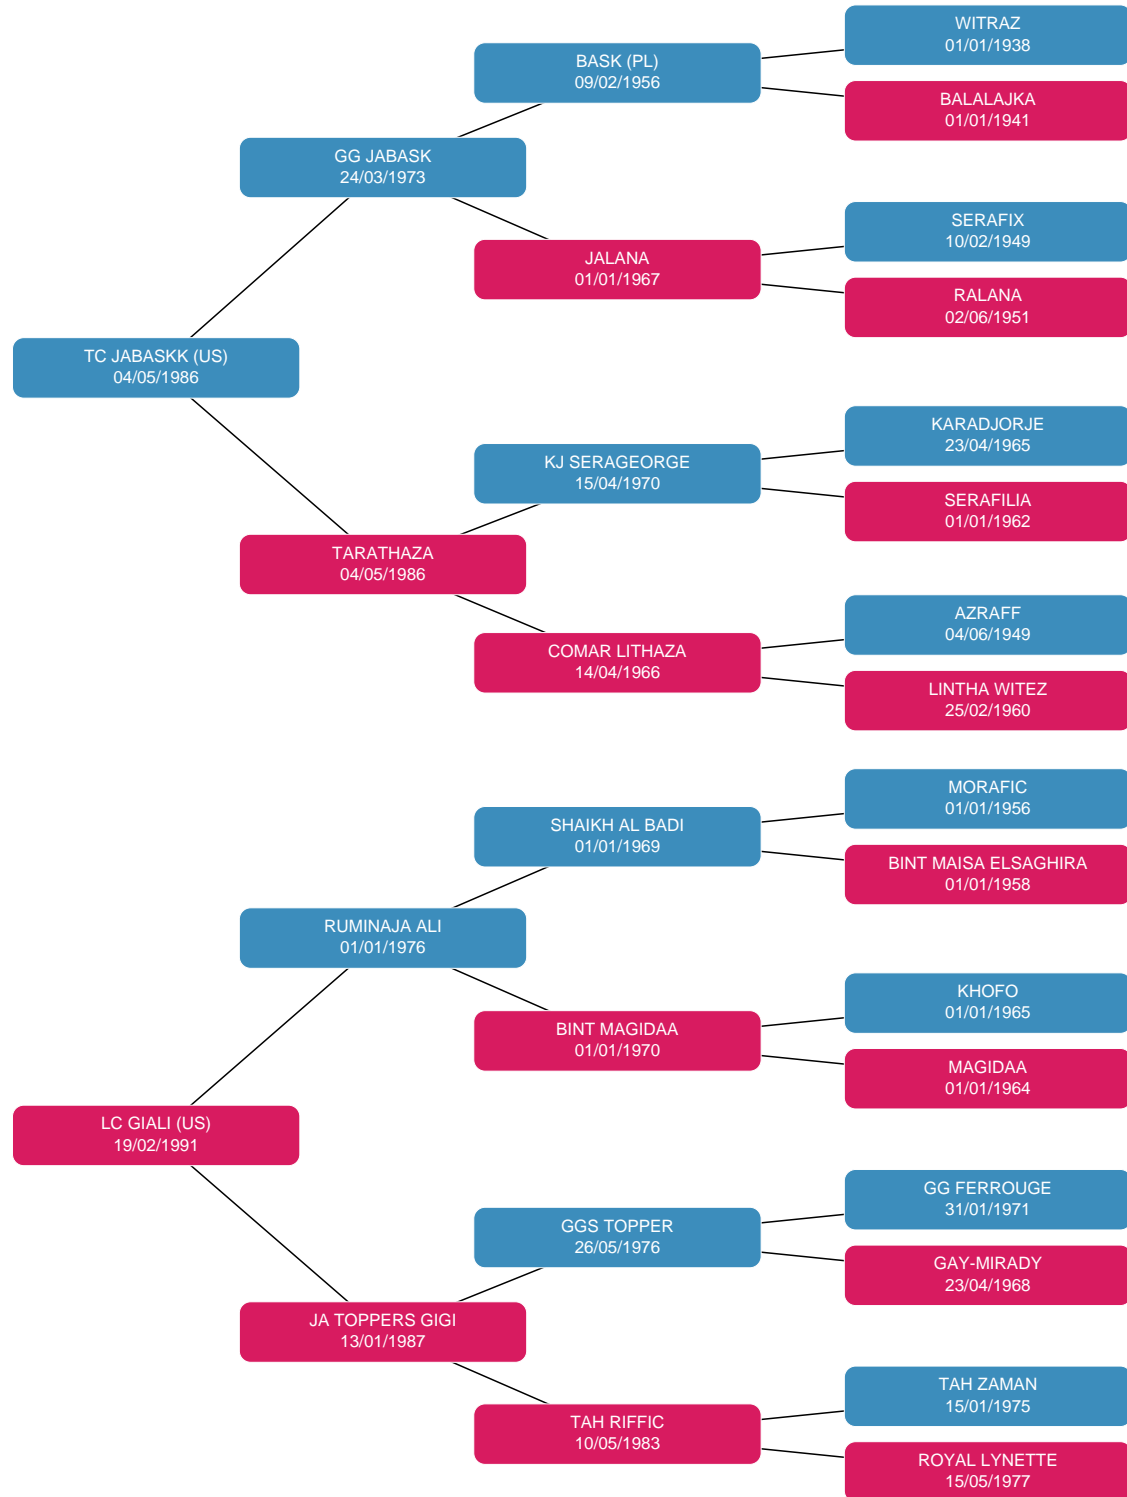 WITRAZ
01/01/1938
BASK (PL)
09/02/1956
BALALAJKA
01/01/1941
GG JABASK
24/03/1973
SERAFIX
10/02/1949
JALANA
01/01/1967
RALANA
02/06/1951
TC JABASKK (US)
04/05/1986
KARADJORJE
23/04/1965
KJ SERAGEORGE
15/04/1970
SERAFILIA
01/01/1962
TARATHAZA
04/05/1986
AZRAFF
04/06/1949
COMAR LITHAZA
14/04/1966
LINTHA WITEZ
25/02/1960
MORAFIC
01/01/1956
SHAIKH AL BADI
01/01/1969
BINT MAISA ELSAGHIRA
01/01/1958
RUMINAJA ALI
01/01/1976
KHOFO
01/01/1965
BINT MAGIDAA
01/01/1970
MAGIDAA
01/01/1964
LC GIALI (US)
19/02/1991
GG FERROUGE
31/01/1971
GGS TOPPER
26/05/1976
GAY-MIRADY
23/04/1968
JA TOPPERS GIGI
13/01/1987
TAH ZAMAN
15/01/1975
TAH RIFFIC
10/05/1983
ROYAL LYNETTE
15/05/1977